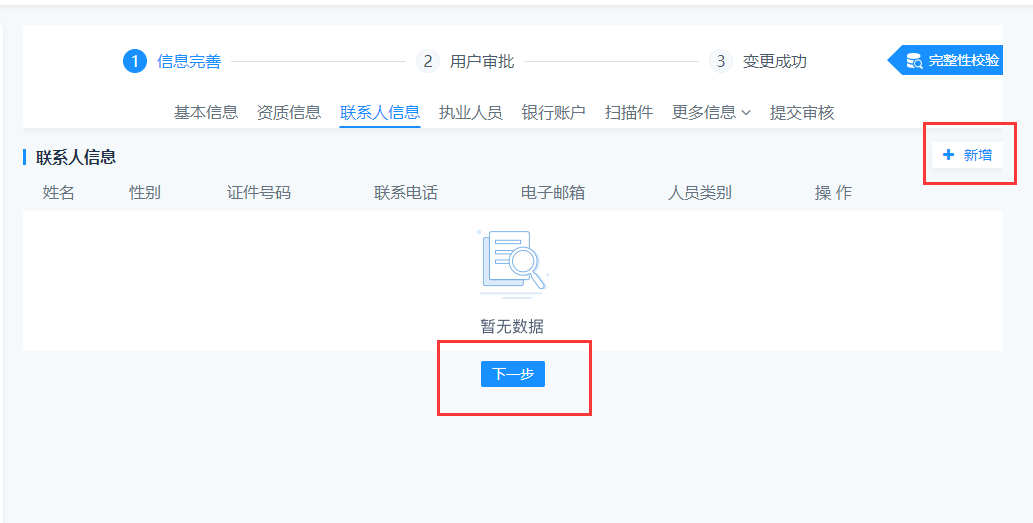 1 信息完善 2 用户审批 3 变更成功 完整性校验
基本信息 资质信息 联系人信息 执业人员 银行账户 扫描件 更多信息 提交审核
联系人信息 + 新增
姓名 性别 证件号码 联系电话 电子邮箱 人员类别 操 作
暂无数据
下一步